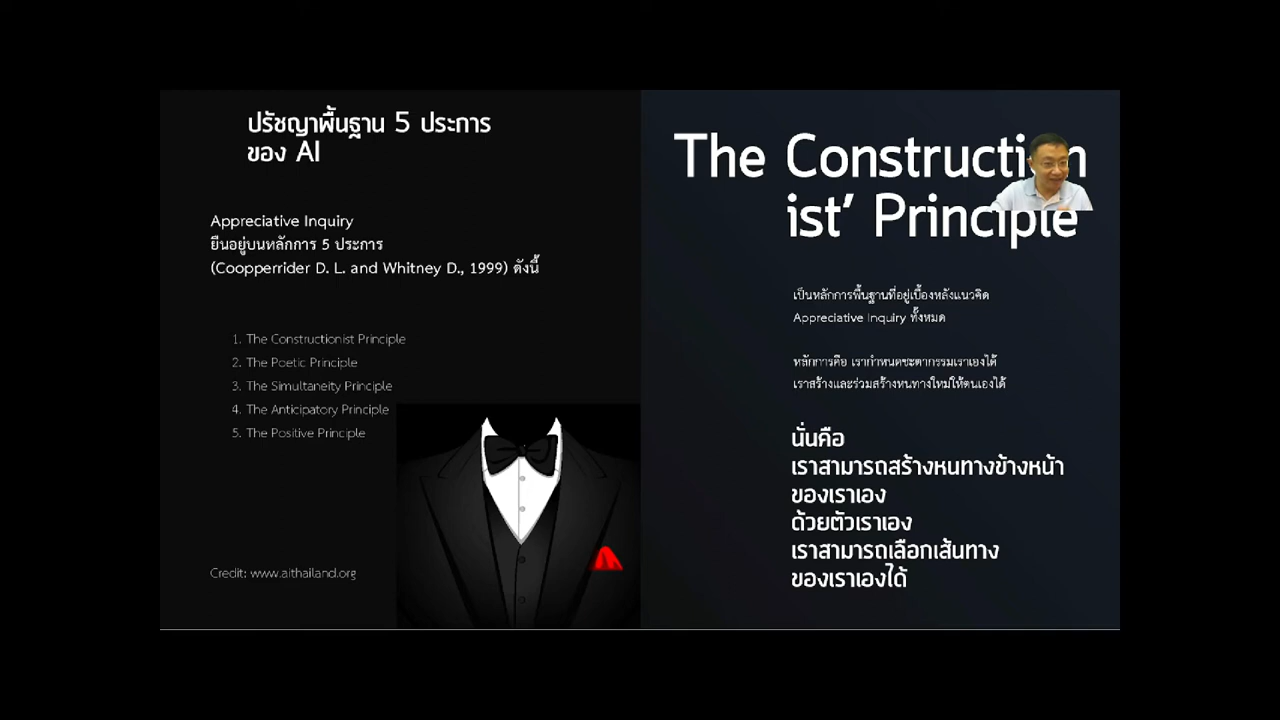 ปรัชญาพื้นฐาน 5 ประการ
ของ AI
Appreciative Inquiry
ยืนอยู่บนหลักการ 5 ประการ
(Coopperrider D. L. and Whitney D., 1999) ดังนี้
1. The Constructionist Principle
2. The Poetic Principle
3. The Simultaneity Principle
4. The Anticipatory Principle
5. The Positive Principle
Credit: www.aithailand.org
The Construction
ist’ Principle
เป็นหลักการพื้นฐานที่อยู่เบื้องหลังแนวคิด
Appreciative Inquiry ทั้งหมด
หลักการคือ เรากำหนดชะตากรรมเราเองได้
เราสร้างและร่วมสร้างหนทางใหม่ให้ตนเองได้
นั่นคือ
เราสามารถสร้างหนทางข้างหน้า
ของเราเอง
ด้วยตัวเราเอง
เราสามารถเลือกเส้นทาง
ของเราเองได้